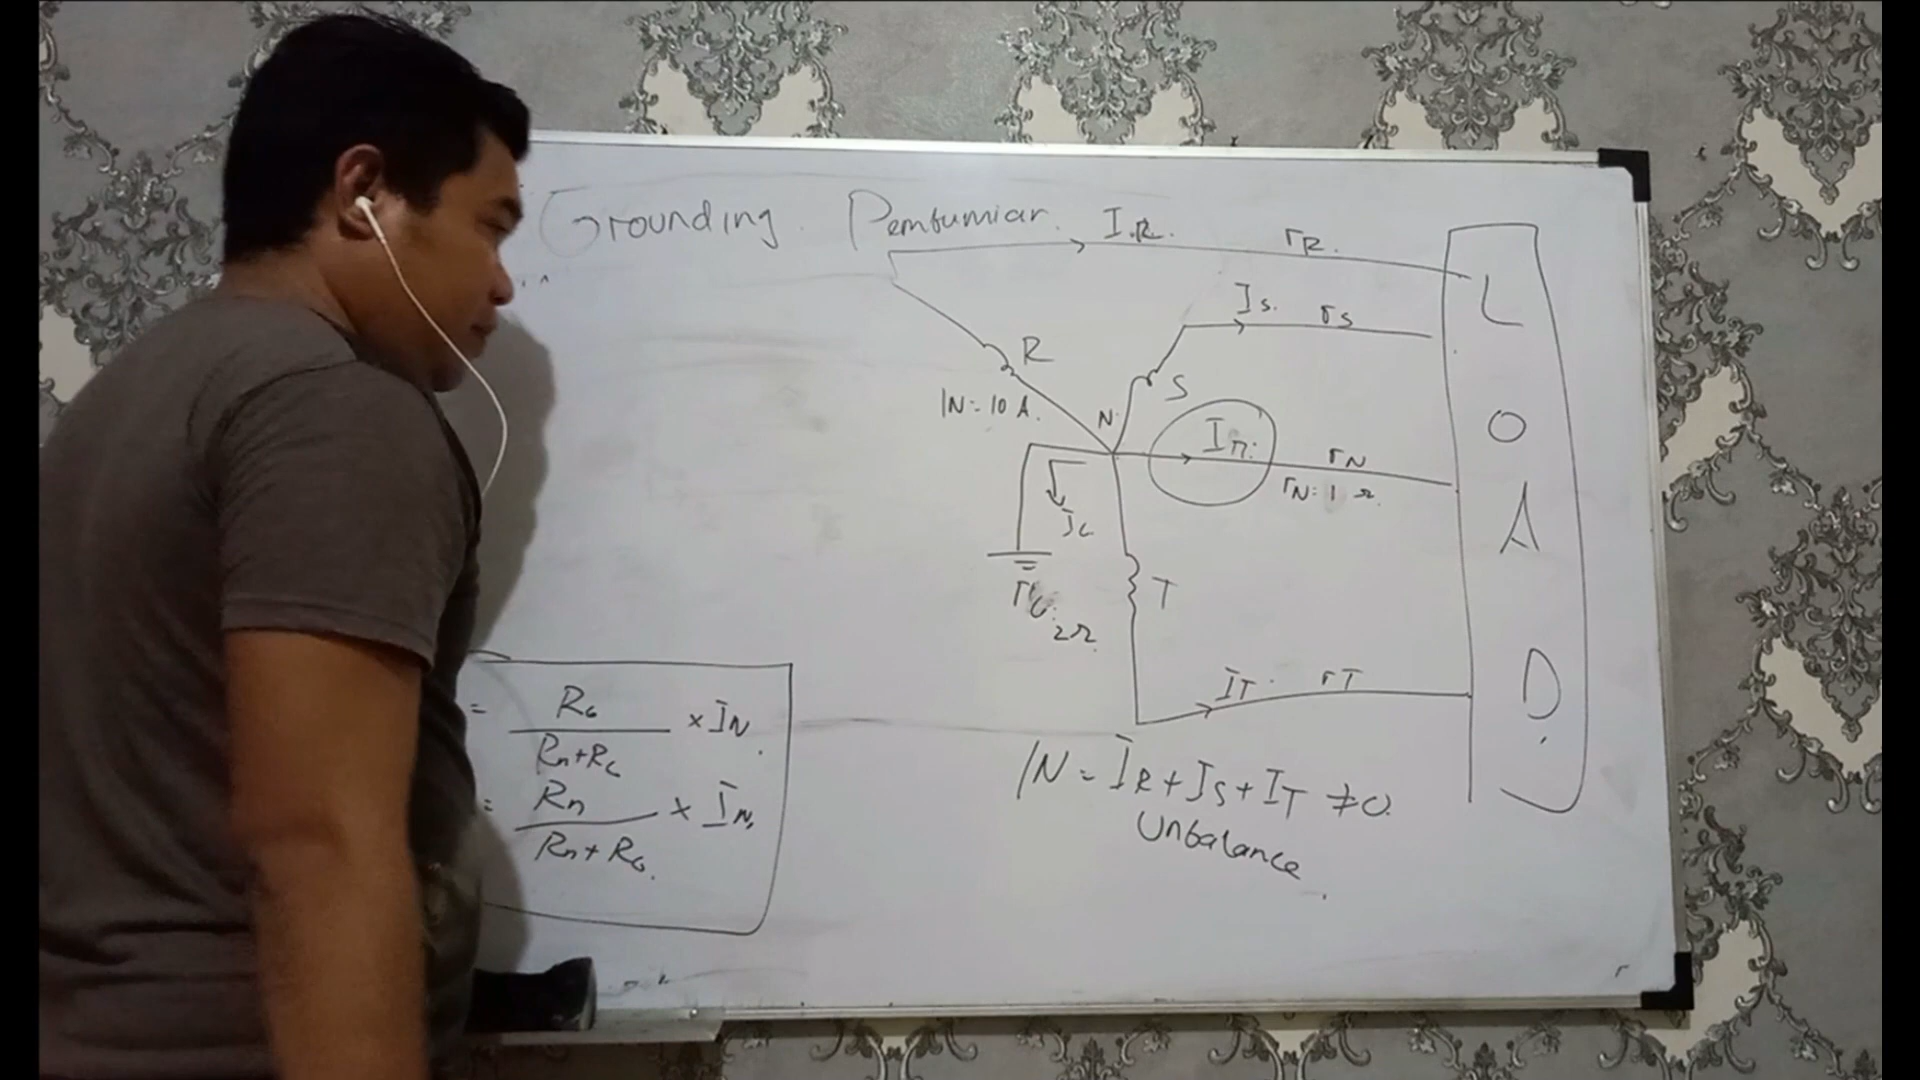 Grounding. Pembumian.
I.R.
rR.
Is.
rs
R
S
IN = 10 A.
N
In.
rN
rN = 1 Ω.
IG
rG.
2Ω
T
IT
rT
L
O
A
D
= RG / Rn+RG × IN.
= Rn / Rn+RG. × IN.
IN = IR + IS + IT ≠ 0.
Unbalance.